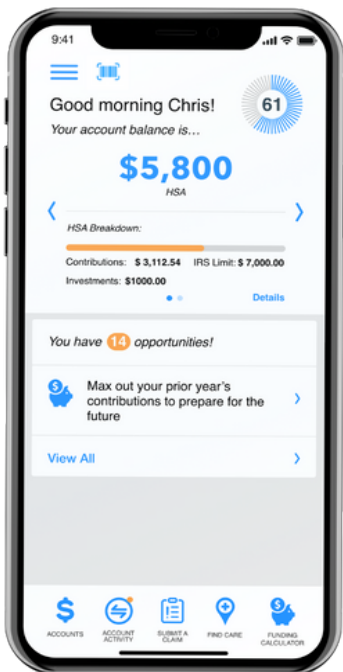 9:41
Good morning Chris!
61
Your account balance is...
$5,800
HSA
HSA Breakdown:
Contributions: $ 3,112.54 IRS Limit: $ 7,000.00
Investments: $1000.00
Details
You have 14 opportunities!
$
Max out your prior year's
contributions to prepare for the
future
View All
$
$
ACCOUNTS
ACCOUNT
ACTIVITY
SUBMIT A
CLAIM
FIND CARE
FUNDING
CALCULATOR